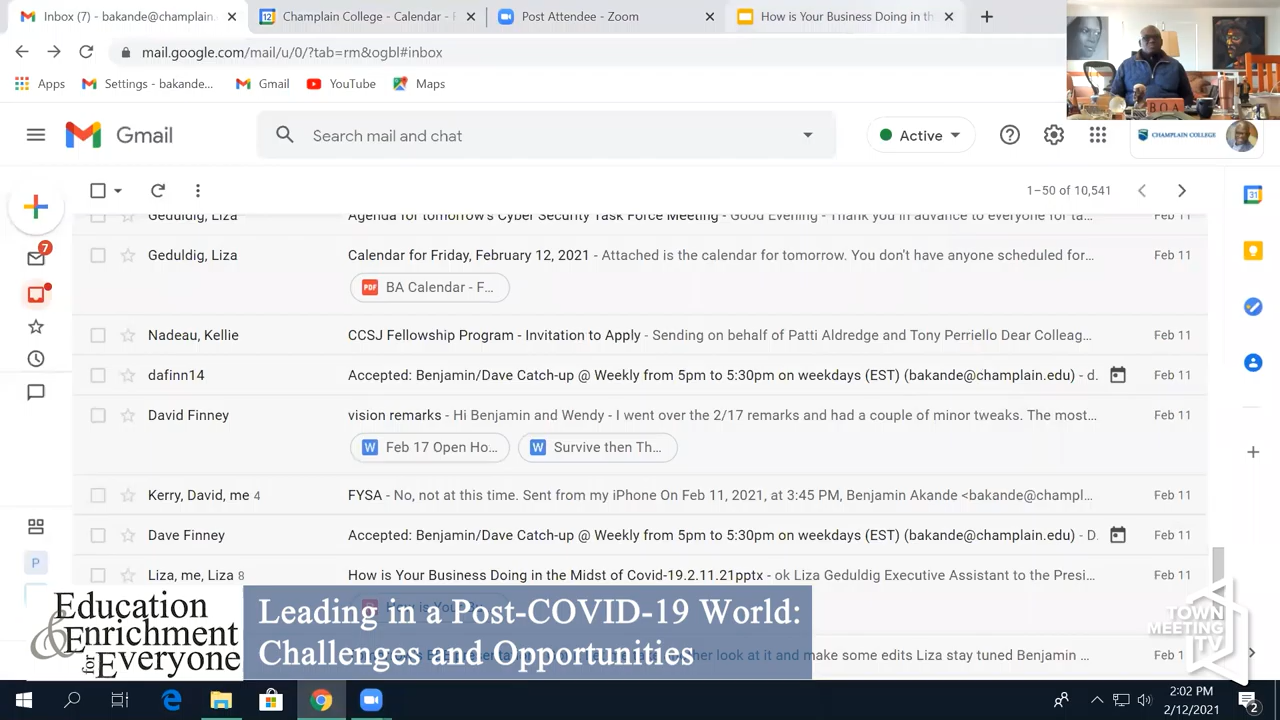 Inbox (7) - bakande@champlain.
Champlain College - Calendar - F
Post Attendee - Zoom
How is Your Business Doing in th
mail.google.com/mail/u/0/?tab=rm&ogbl#inbox
Apps
Settings - bakande...
Gmail
YouTube
Maps
BOA
Gmail
Search mail and chat
Active
CHAMPLAIN COLLEGE
1–50 of 10,541
31
Geduldig, Liza
Agenda for tomorrow's Cyber Security Task Force Meeting - Good Evening - Thank you in advance to everyone for ta...
Feb 11
7
Geduldig, Liza
Calendar for Friday, February 12, 2021 - Attached is the calendar for tomorrow. You don't have anyone scheduled for...
Feb 11
PDF BA Calendar - F...
Nadeau, Kellie
CCSJ Fellowship Program - Invitation to Apply - Sending on behalf of Patti Aldredge and Tony Perriello Dear Colleag...
Feb 11
dafinn14
Accepted: Benjamin/Dave Catch-up @ Weekly from 5pm to 5:30pm on weekdays (EST) (bakande@champlain.edu) - d.
Feb 11
David Finney
vision remarks - Hi Benjamin and Wendy - I went over the 2/17 remarks and had a couple of minor tweaks. The most...
Feb 11
W Feb 17 Open Ho...
W Survive then Th...
Kerry, David, me 4
FYSA - No, not at this time. Sent from my iPhone On Feb 11, 2021, at 3:45 PM, Benjamin Akande <bakande@champl...
Feb 11
Dave Finney
Accepted: Benjamin/Dave Catch-up @ Weekly from 5pm to 5:30pm on weekdays (EST) (bakande@champlain.edu) - D.
Feb 11
P
Liza, me, Liza 8
How is Your Business Doing in the Midst of Covid-19.2.11.21pptx - ok Liza Geduldig Executive Assistant to the Presi...
Feb 11
Education
& Enrichment
for Everyone
Leading in a Post-COVID-19 World:
Challenges and Opportunities
her look at it and make some edits Liza stay tuned Benjamin ...
Feb 1
TOWN
MEETING
TV
2:02 PM
2/12/2021
2